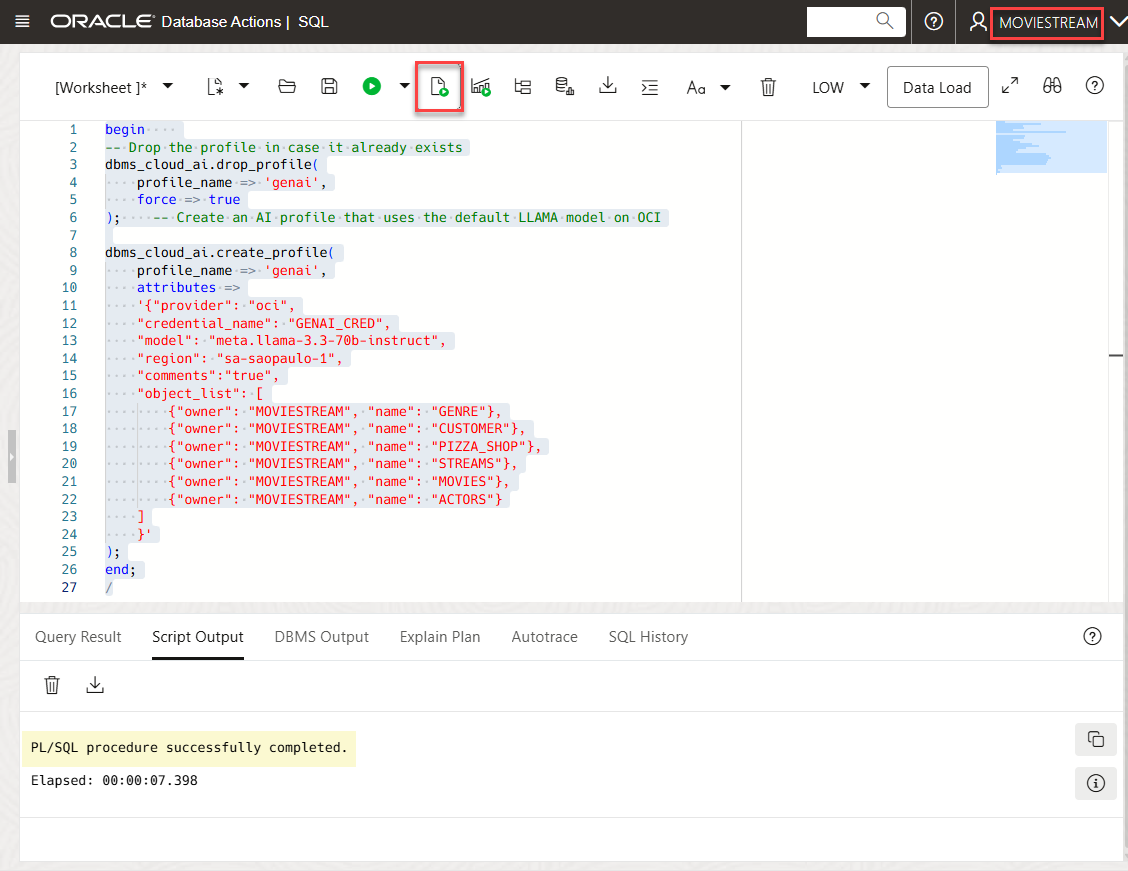 ORACLE Database Actions | SQL
MOVIESTREAM
[Worksheet ]*
Aa
LOW
Data Load
1 begin
2 -- Drop the profile in case it already exists
3 dbms_cloud_ai.drop_profile(
4     profile_name => 'genai',
5     force => true
6 );    -- Create an AI profile that uses the default LLAMA model on OCI
7
8 dbms_cloud_ai.create_profile(
9     profile_name => 'genai',
10     attributes =>
11     '{"provider": "oci",
12     "credential_name": "GENAI_CRED",
13     "model": "meta.llama-3.3-70b-instruct",
14     "region": "sa-saopaulo-1",
15     "comments":"true",
16     "object_list": [
17         {"owner": "MOVIESTREAM", "name": "GENRE"},
18         {"owner": "MOVIESTREAM", "name": "CUSTOMER"},
19         {"owner": "MOVIESTREAM", "name": "PIZZA_SHOP"},
20         {"owner": "MOVIESTREAM", "name": "STREAMS"},
21         {"owner": "MOVIESTREAM", "name": "MOVIES"},
22         {"owner": "MOVIESTREAM", "name": "ACTORS"}
23     ]
24     }'
25 );
26 end;
27 /
Query Result Script Output DBMS Output Explain Plan Autotrace SQL History
PL/SQL procedure successfully completed.
Elapsed: 00:00:07.398